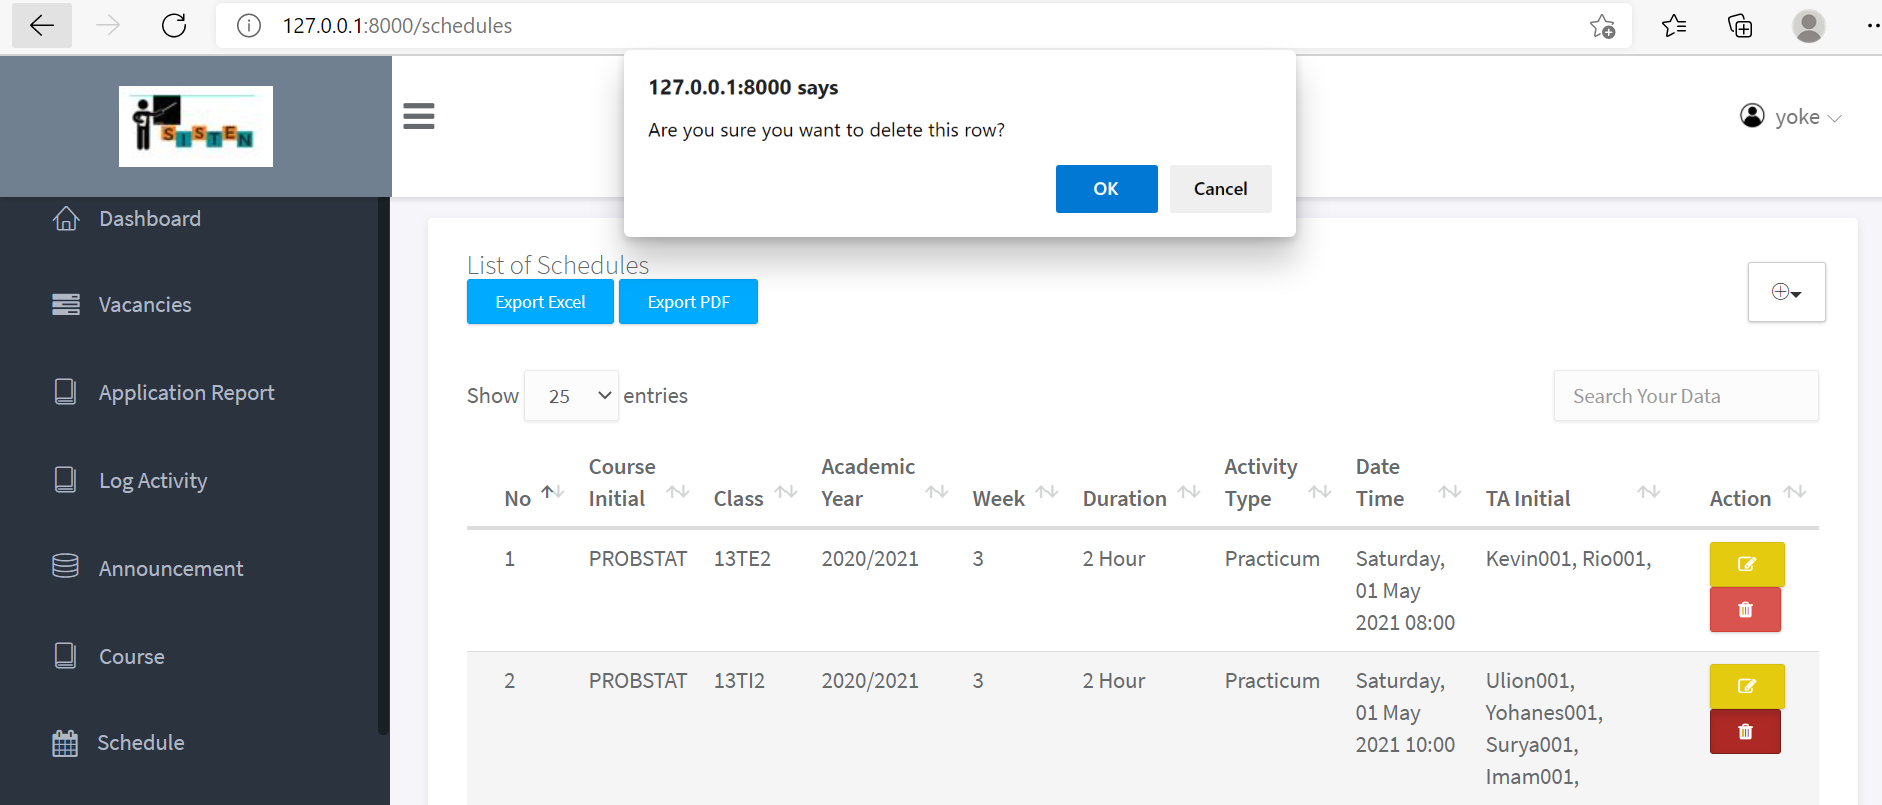 127.0.0.1:8000/schedules
127.0.0.1:8000 says
Are you sure you want to delete this row?
OK
Cancel
SISTEN
yoke
Dashboard
Vacancies
Application Report
Log Activity
Announcement
Course
Schedule
List of Schedules
Export Excel
Export PDF
Show 25 entries
Search Your Data
No
Course
Initial
Class
Academic
Year
Week
Duration
Activity
Type
Date
Time
TA Initial
Action
1 PROBSTAT 13TE2 2020/2021 3 2 Hour Practicum Saturday, Kevin001, Rio001,
01 May
2021 08:00
2 PROBSTAT 13TI2 2020/2021 3 2 Hour Practicum Saturday, Ulion001,
01 May Yohanes001,
2021 10:00 Surya001,
Imam001,